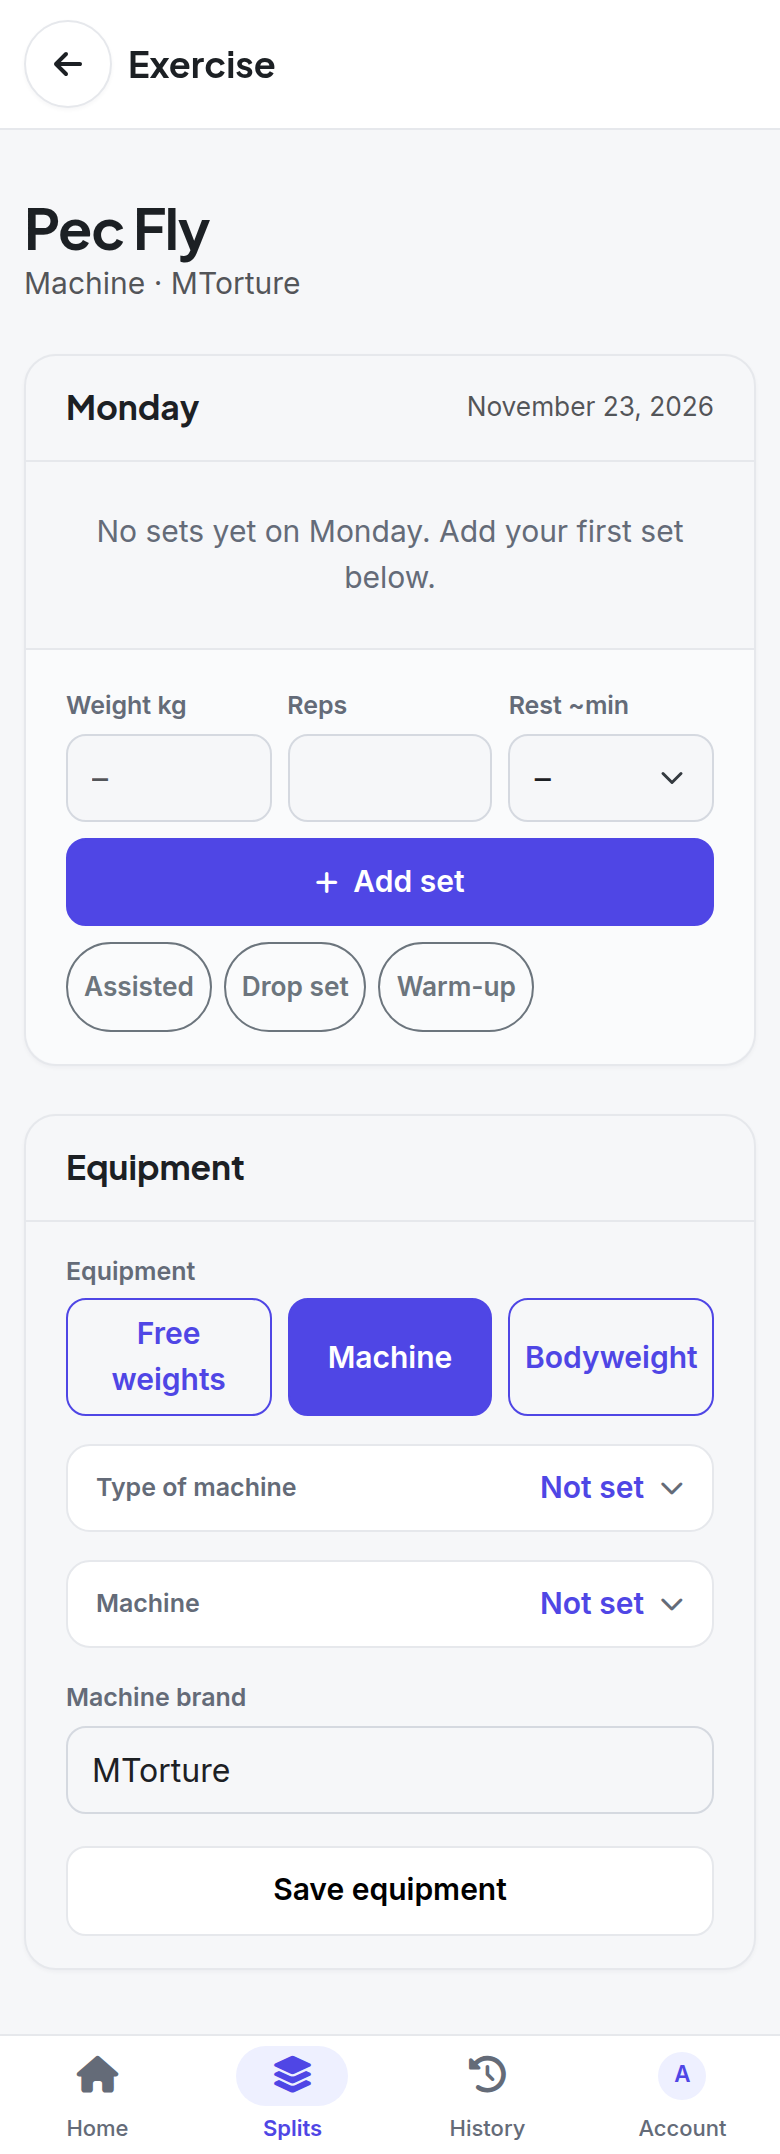 Exercise
Pec Fly
Machine · MTorture
Monday
November 23, 2026
No sets yet on Monday. Add your first set
below.
Weight kg
Reps
Rest ~min
–
–
+ Add set
Assisted
Drop set
Warm-up
Equipment
Equipment
Free
weights
Machine
Bodyweight
Type of machine
Not set
Machine
Not set
Machine brand
MTorture
Save equipment
A
Home
Splits
History
Account